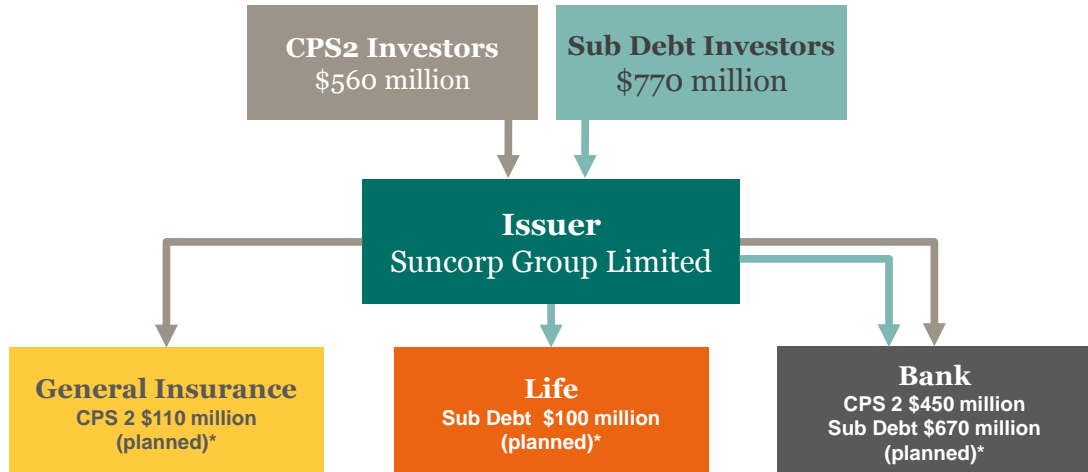 CPS2 Investors
$560 million
Sub Debt Investors
$770 million
Issuer
Suncorp Group Limited
General Insurance
CPS 2 $110 million
(planned)*
Life
Sub Debt $100 million
(planned)*
Bank
CPS 2 $450 million
Sub Debt $670 million
(planned)*